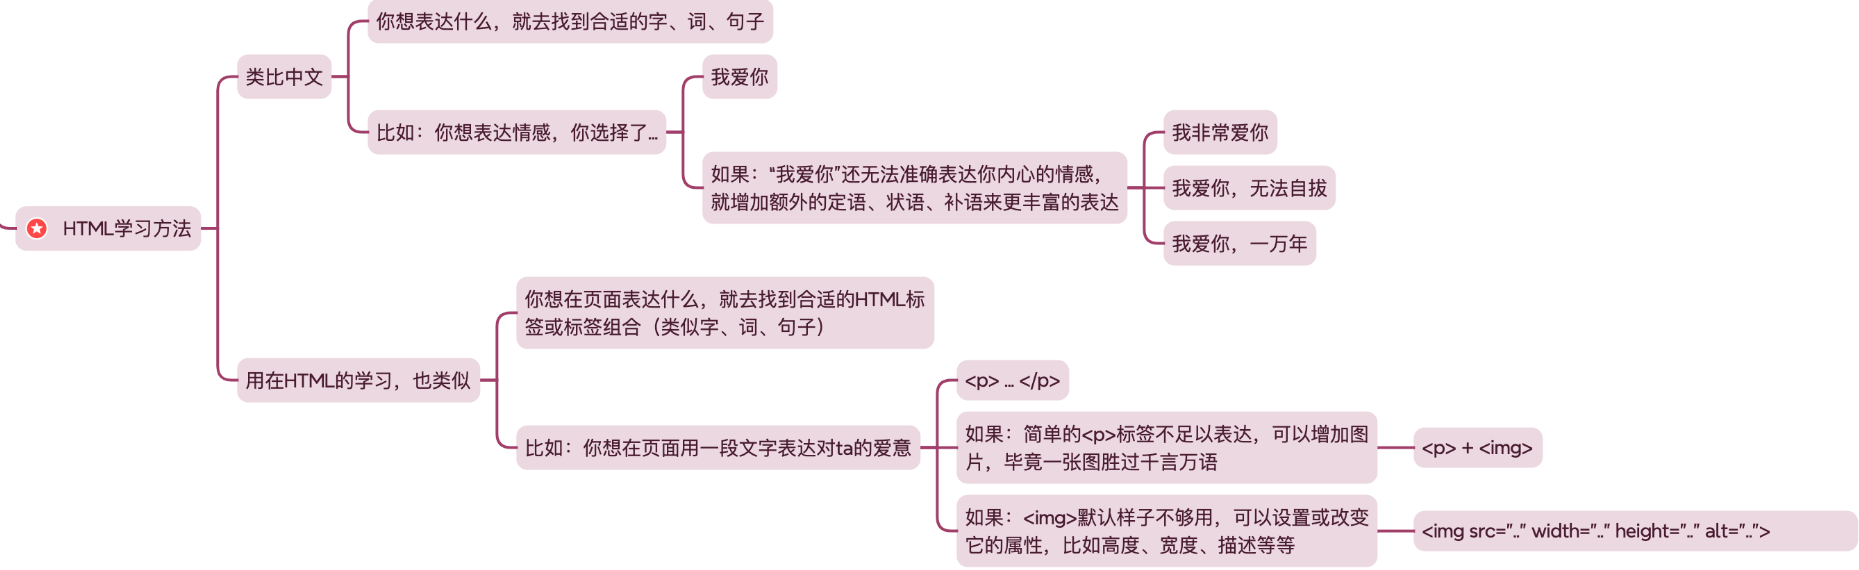 HTML学习方法
类比中文
你想表达什么，就去找到合适的字、词、句子
比如：你想表达情感，你选择了...
我爱你
如果：“我爱你”还无法准确表达你内心的情感，
就增加额外的定语、状语、补语来更丰富的表达
我非常爱你
我爱你，无法自拔
我爱你，一万年
用在HTML的学习，也类似
你想在页面表达什么，就去找到合适的HTML标
签或标签组合（类似字、词、句子）
比如：你想在页面用一段文字表达对ta的爱意
<p> ... </p>
如果：简单的<p>标签不足以表达，可以增加图
片，毕竟一张图胜过千言万语
<p> + <img>
如果：<img>默认样子不够用，可以设置或改变
它的属性，比如高度、宽度、描述等等
<img src=".." width=".." height=".." alt="..">